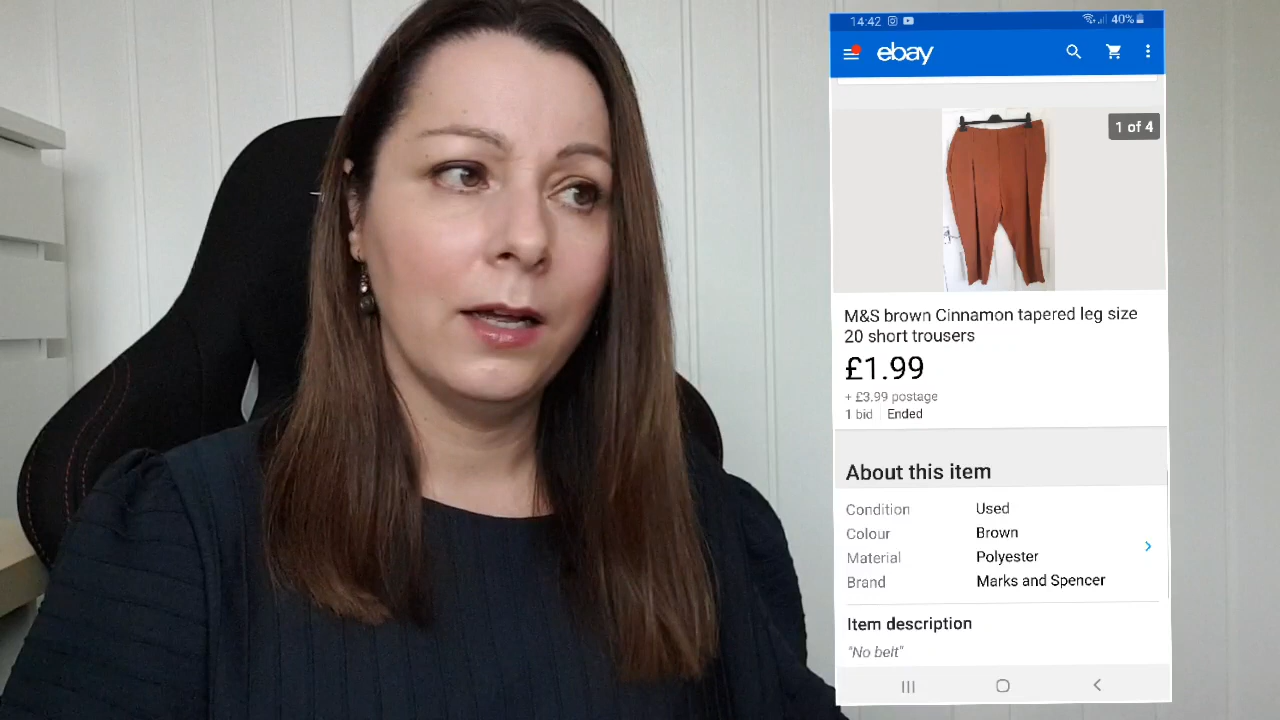 14:42 40%
ebay
1 of 4
M&S brown Cinnamon tapered leg size
20 short trousers
£1.99
+ £3.99 postage
1 bid Ended
About this item
Condition Used
Colour Brown
Material Polyester
Brand Marks and Spencer
Item description
"No belt"